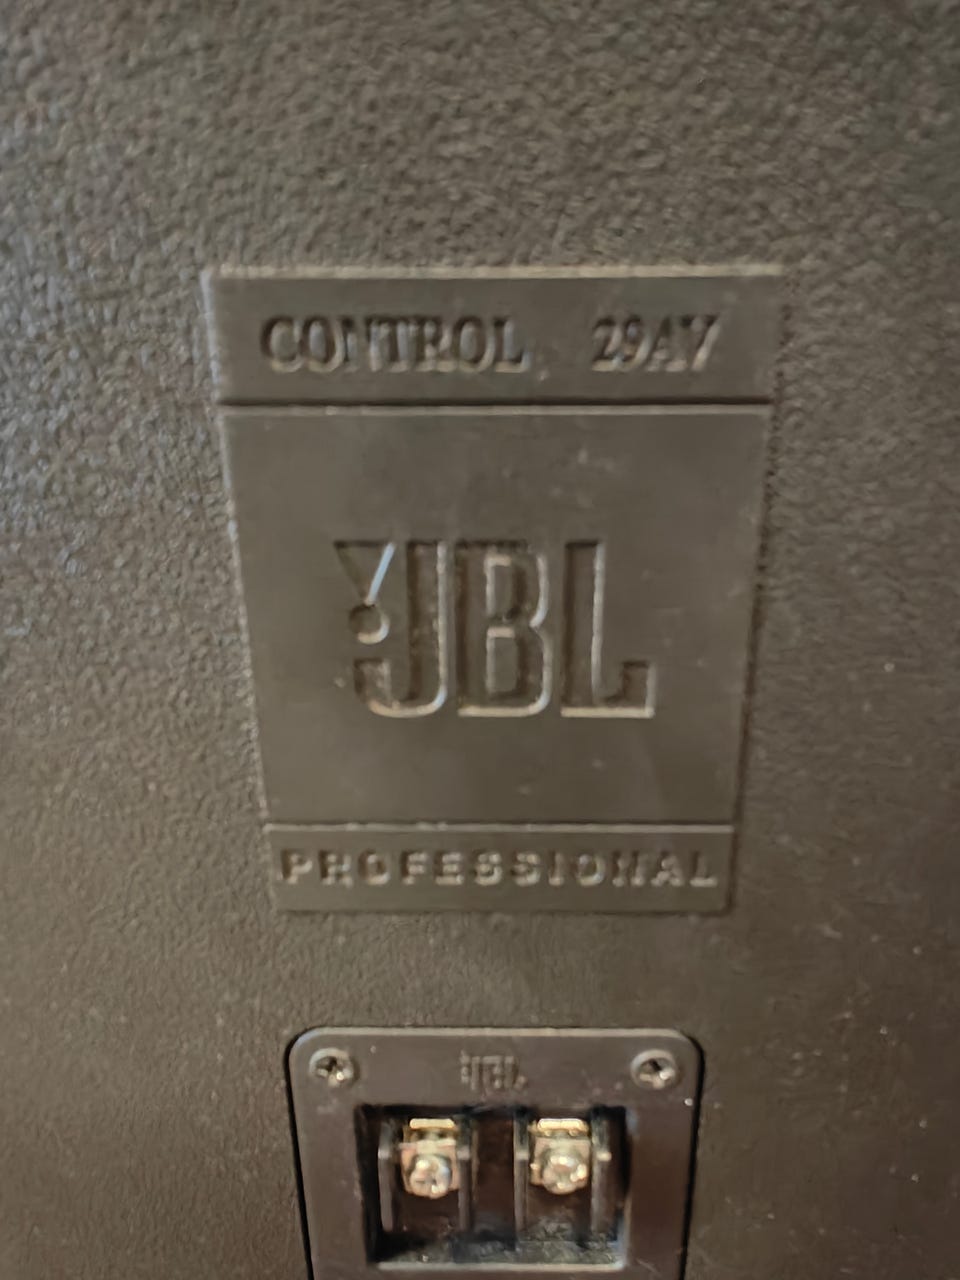 CONTROL 29AV
JBL
PROFESSIONAL
JBL